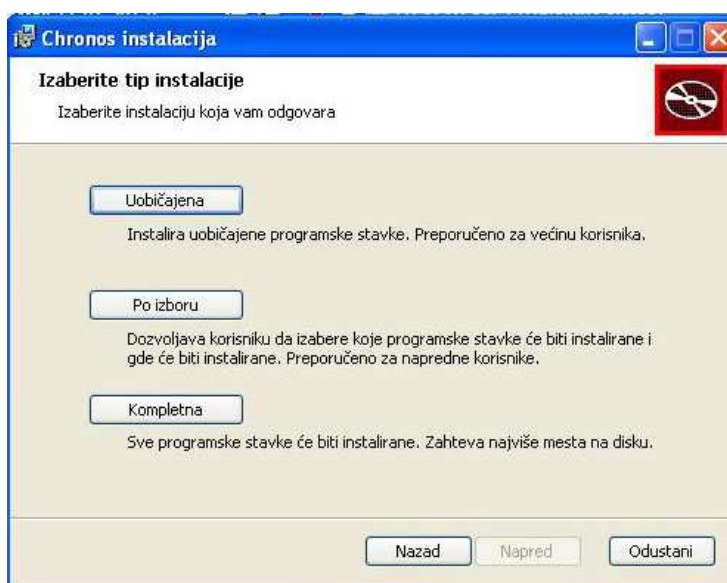 Chronos instalacija
Izaberite tip instalacije
Izaberite instalaciju koja vam odgovara
Uobičajena
Instalira uobičajene programske stavke. Preporučeno za većinu korisnika.
Po izboru
Dozvoljava korisniku da izabere koje programske stavke će biti instalirane i
gde će biti instalirane. Preporučeno za napredne korisnike.
Kompletna
Sve programske stavke će biti instalirane. Zahteva najviše mesta na disku.
Nazad
Napred
Odustani